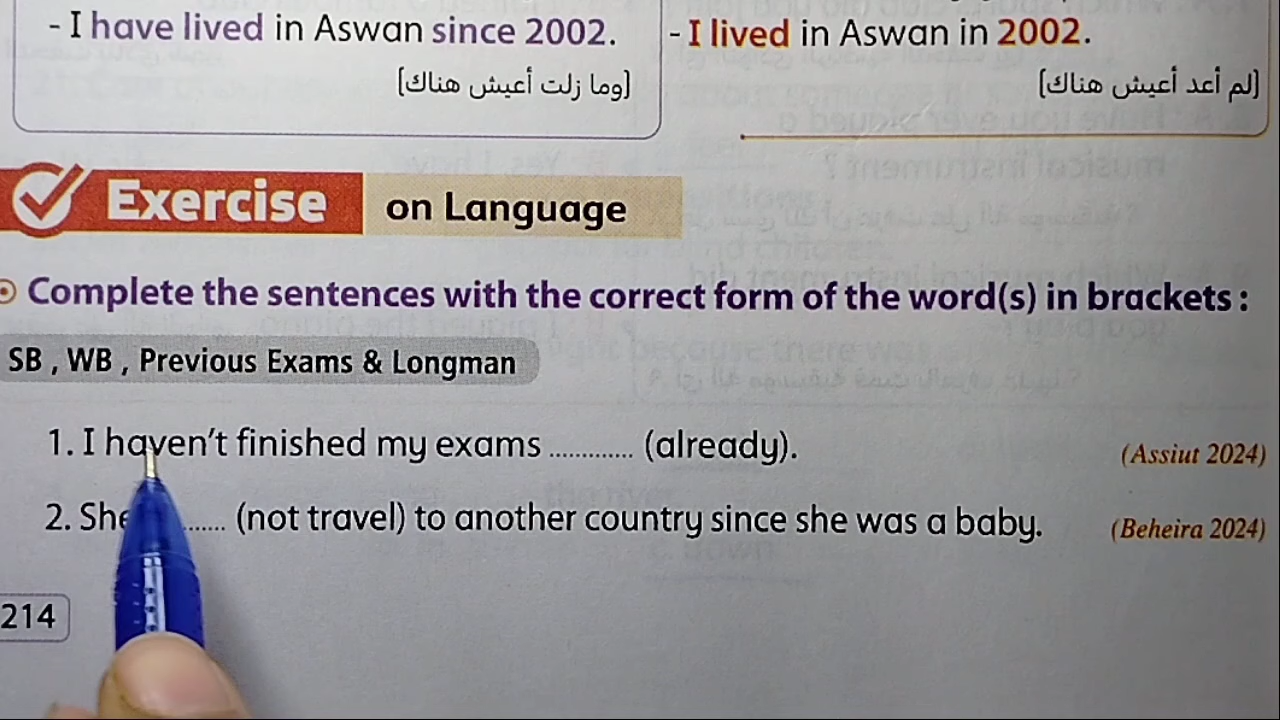 - I have lived in Aswan since 2002.
[وما زلت أعيش هناك]
- I lived in Aswan in 2002.
[لم أعد أعيش هناك]
Exercise on Language
Complete the sentences with the correct form of the word(s) in brackets :
SB , WB , Previous Exams & Longman
1. I haven't finished my exams ............. (already). (Assiut 2024)
2. She ...... (not travel) to another country since she was a baby. (Beheira 2024)
214